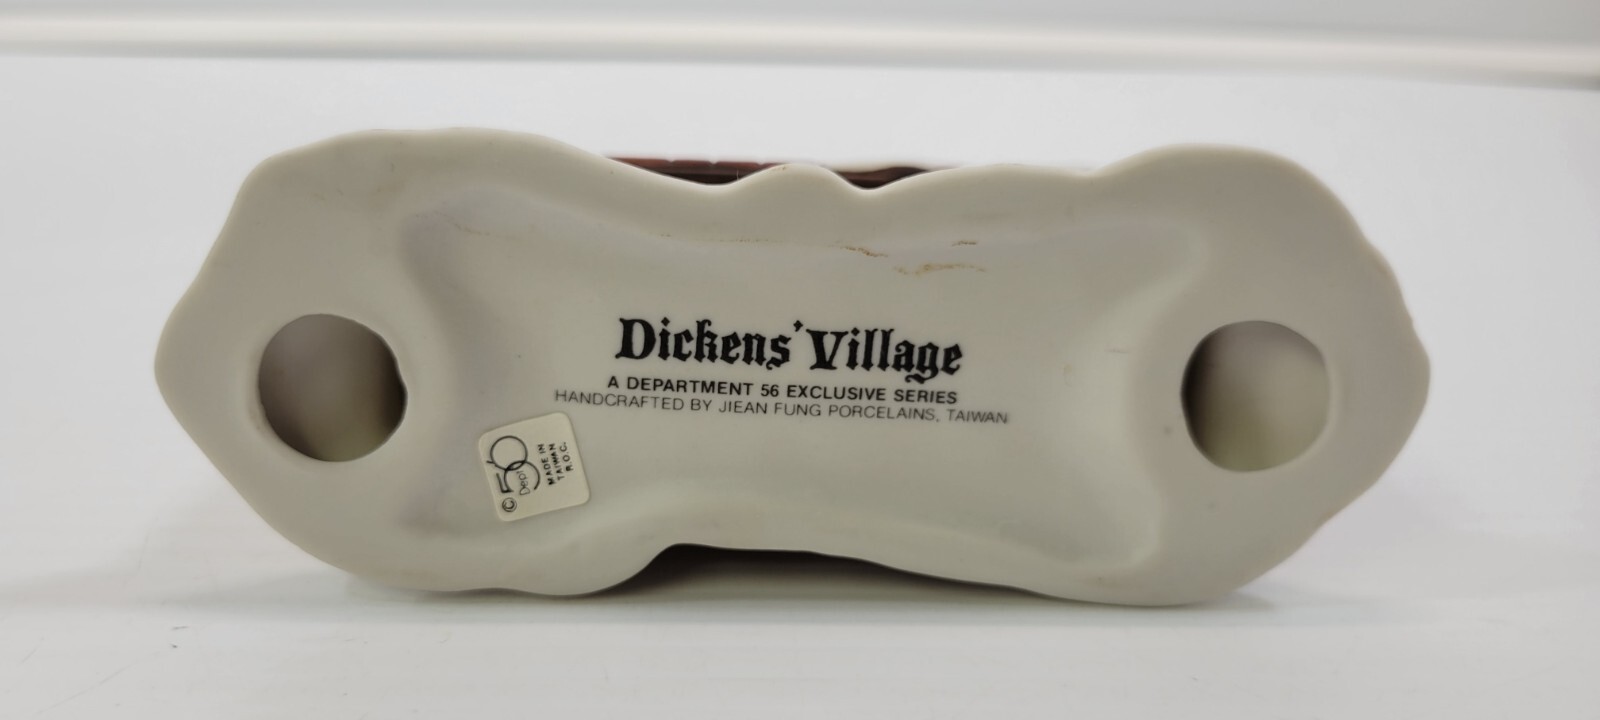 Dickens' Village
A DEPARTMENT 56 EXCLUSIVE SERIES
HANDCRAFTED BY JIEAN FUNG PORCELAINS, TAIWAN
© 56
Dept
MADE IN
TAIWAN
R.O.C.